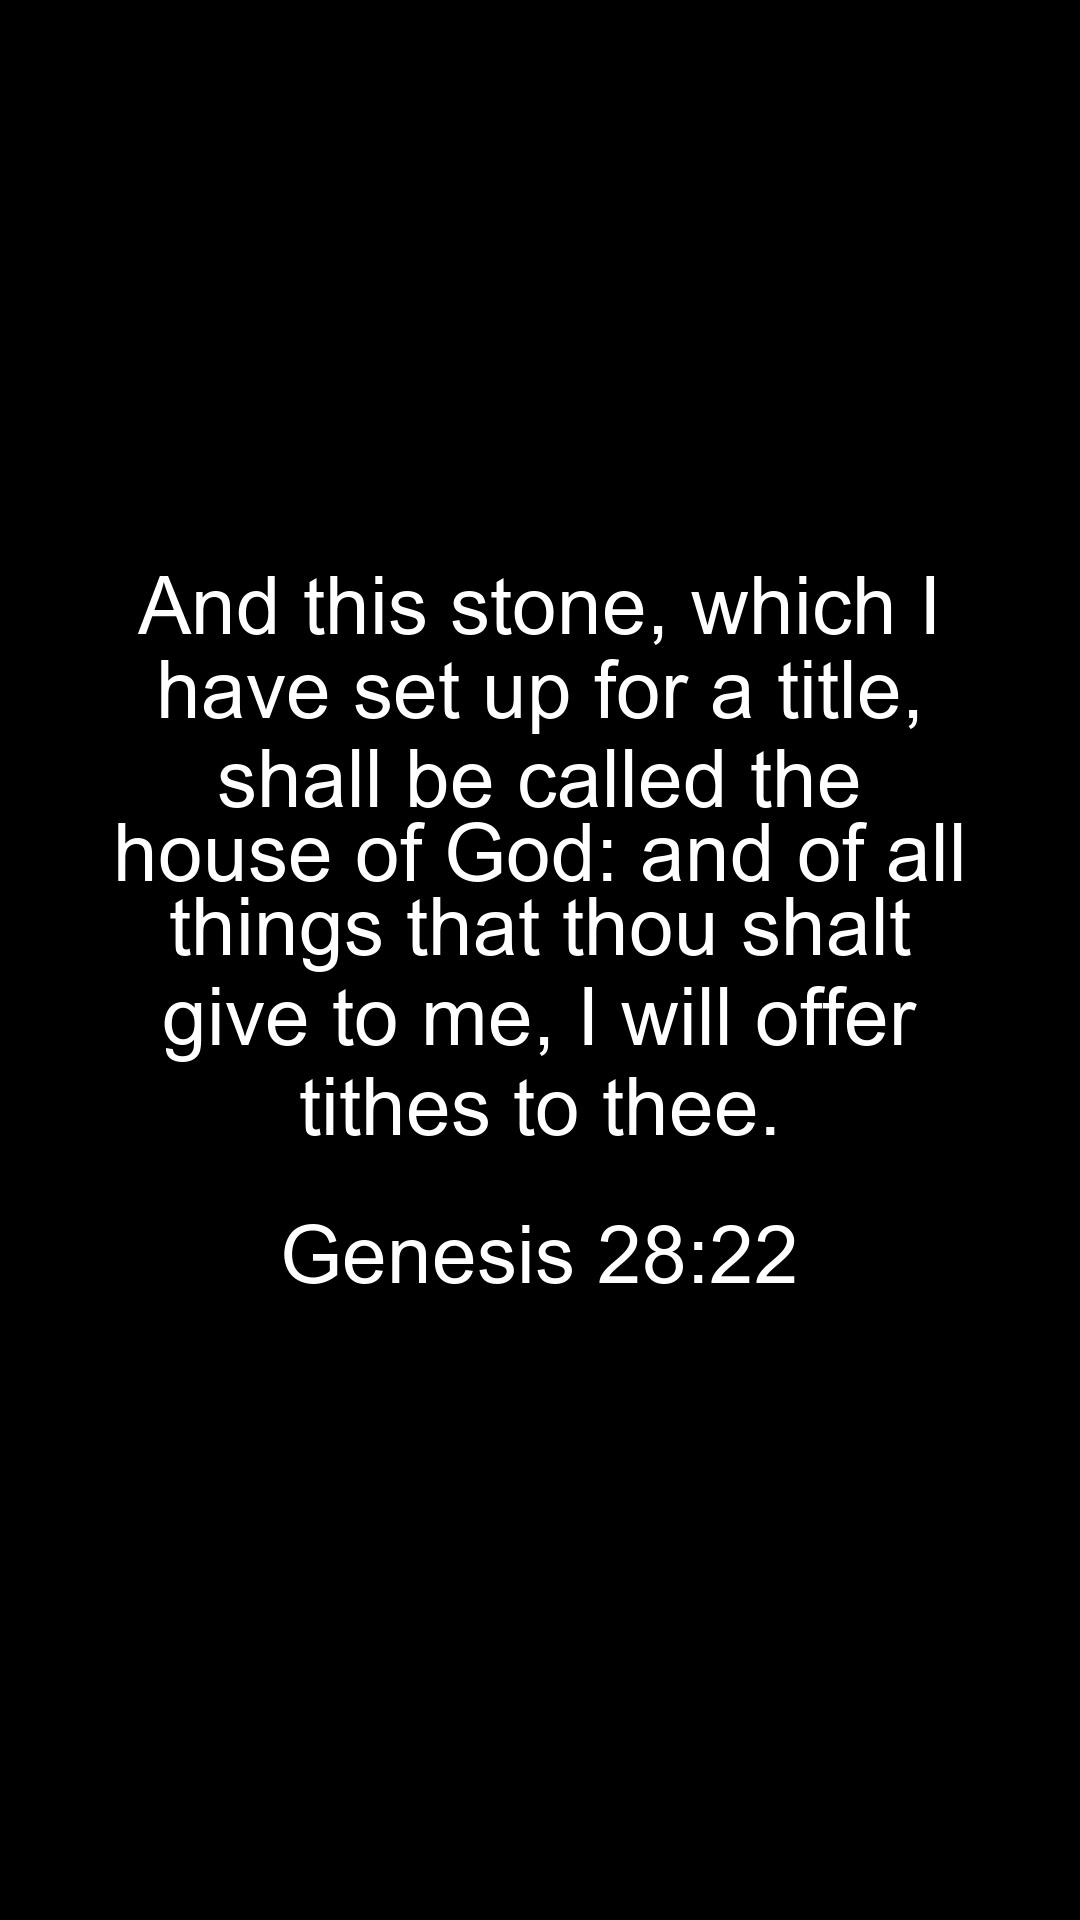 And this stone, which I
have set up for a title,
shall be called the
house of God: and of all
things that thou shalt
give to me, I will offer
tithes to thee.
Genesis 28:22